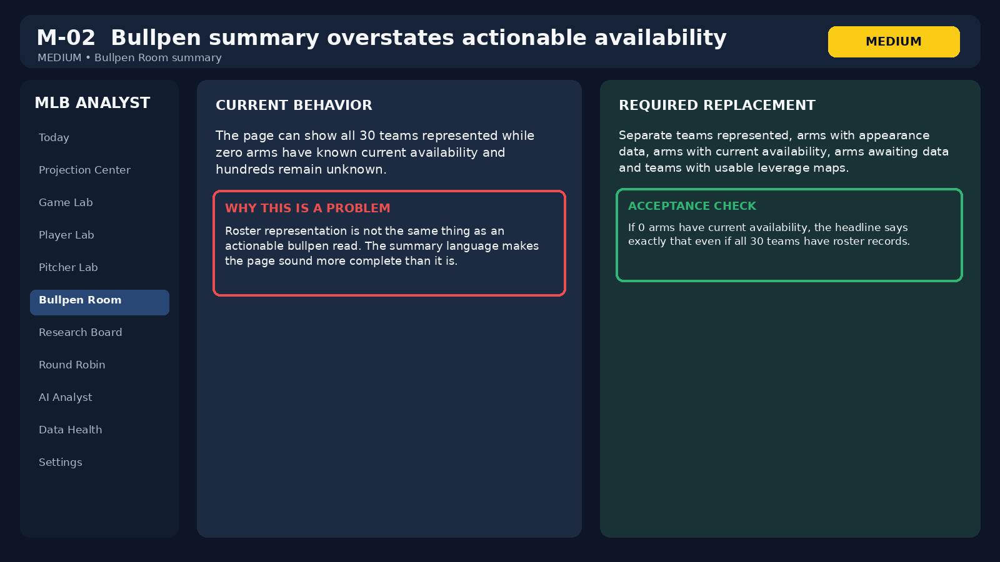 M-02  Bullpen summary overstates actionable availability
MEDIUM • Bullpen Room summary
MEDIUM
MLB ANALYST
Today
Projection Center
Game Lab
Player Lab
Pitcher Lab
Bullpen Room
Research Board
Round Robin
AI Analyst
Data Health
Settings
CURRENT BEHAVIOR
The page can show all 30 teams represented while
zero arms have known current availability and
hundreds remain unknown.
WHY THIS IS A PROBLEM
Roster representation is not the same thing as an
actionable bullpen read. The summary language makes
the page sound more complete than it is.
REQUIRED REPLACEMENT
Separate teams represented, arms with appearance
data, arms with current availability, arms awaiting data
and teams with usable leverage maps.
ACCEPTANCE CHECK
If 0 arms have current availability, the headline says
exactly that even if all 30 teams have roster records.